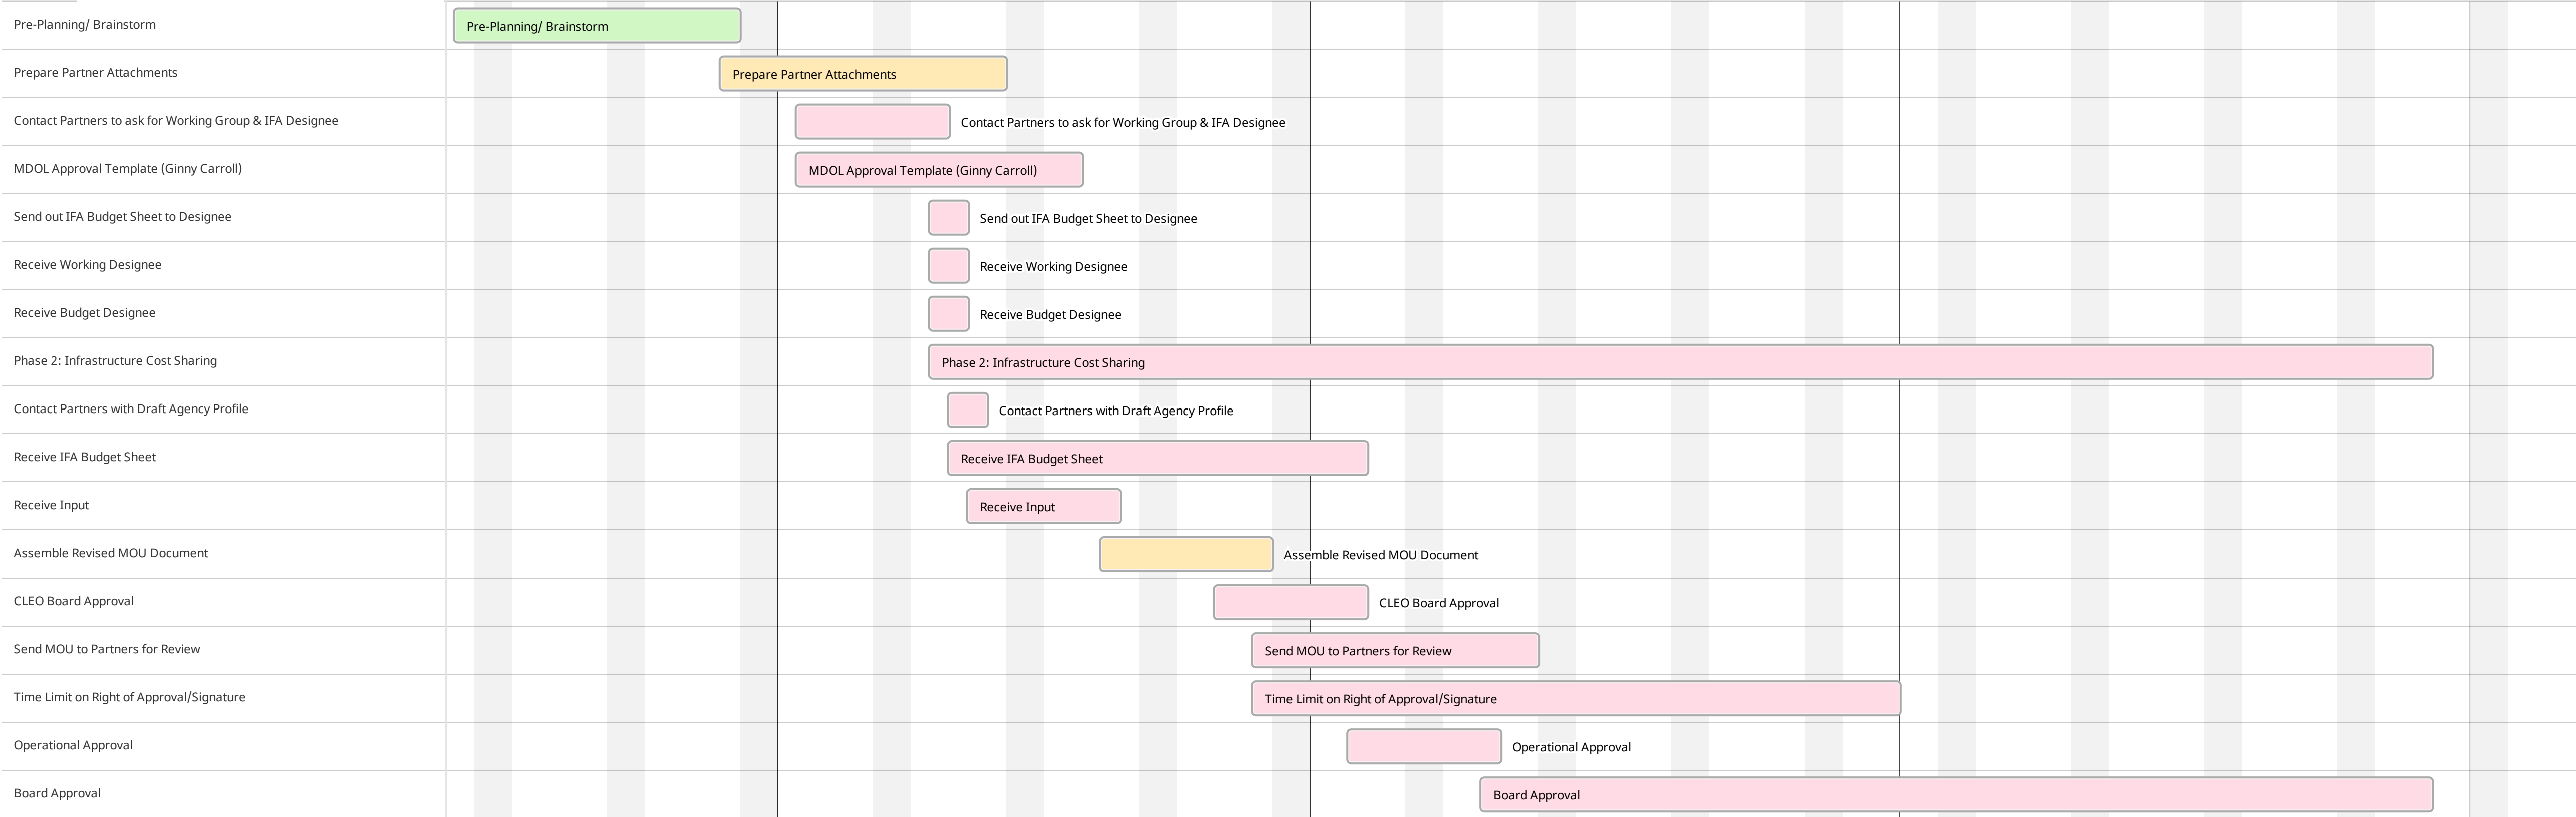 Pre-Planning/ Brainstorm
Pre-Planning/ Brainstorm
Prepare Partner Attachments
Prepare Partner Attachments
Contact Partners to ask for Working Group & IFA Designee
Contact Partners to ask for Working Group & IFA Designee
MDOL Approval Template (Ginny Carroll)
MDOL Approval Template (Ginny Carroll)
Send out IFA Budget Sheet to Designee
Send out IFA Budget Sheet to Designee
Receive Working Designee
Receive Working Designee
Receive Budget Designee
Receive Budget Designee
Phase 2: Infrastructure Cost Sharing
Phase 2: Infrastructure Cost Sharing
Contact Partners with Draft Agency Profile
Contact Partners with Draft Agency Profile
Receive IFA Budget Sheet
Receive IFA Budget Sheet
Receive Input
Receive Input
Assemble Revised MOU Document
Assemble Revised MOU Document
CLEO Board Approval
CLEO Board Approval
Send MOU to Partners for Review
Send MOU to Partners for Review
Time Limit on Right of Approval/Signature
Time Limit on Right of Approval/Signature
Operational Approval
Operational Approval
Board Approval
Board Approval